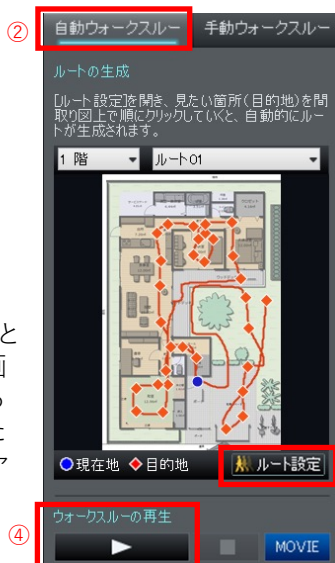 ②
自動ウォークスルー
手動ウォークスルー
ルートの生成
[ルート設定]を開き、見たい箇所(目的地)を間
取り図上で順にクリックしていくと、自動的にルー
トが生成されます。
1 階
ルート01
と
現在地
目的地
ルート設定
ウォークスルーの再生
④
MOVIE